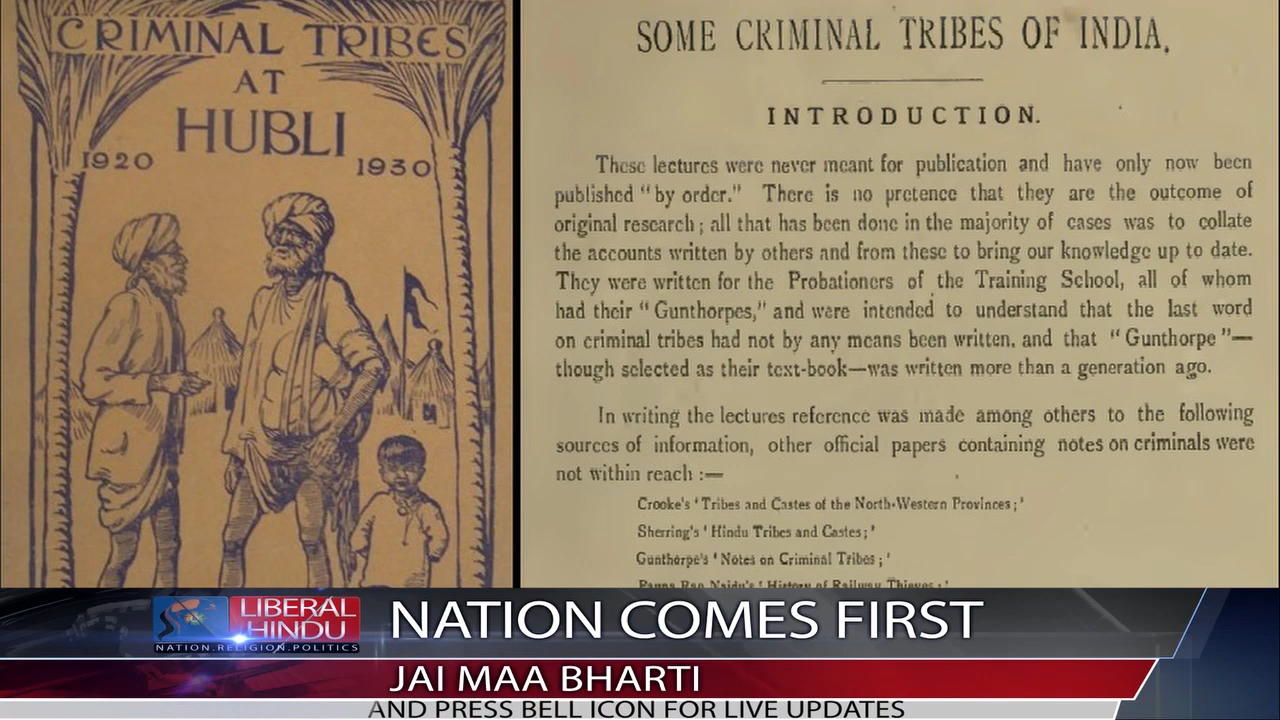 CRIMINAL TRIBES
AT
HUBLI
1920 1930
SOME CRIMINAL TRIBES OF INDIA.
INTRODUCTION.
These lectures were never meant for publication and have only now been
published "by order." There is no pretence that they are the outcome of
original research; all that has been done in the majority of cases was to collate
the accounts written by others and from these to bring our knowledge up to date.
They were written for the Probationers of the Training School, all of whom
had their "Gunthorpes," and were intended to understand that the last word
on criminal tribes had not by any means been written, and that "Gunthorpe"—
though selected as their text-book—was written more than a generation ago.
In writing the lectures reference was made among others to the following
sources of information, other official papers containing notes on criminals were
not within reach :—
Crooke's 'Tribes and Castes of the North-Western Provinces;'
Sherring's 'Hindu Tribes and Castes;'
Gunthorpe's 'Notes on Criminal Tribes;'
Papna Rao Naidu's 'History of Railway Thieves;'
LIBERAL
HINDU
NATION.RELIGION.POLITICS
NATION COMES FIRST
JAI MAA BHARTI
AND PRESS BELL ICON FOR LIVE UPDATES